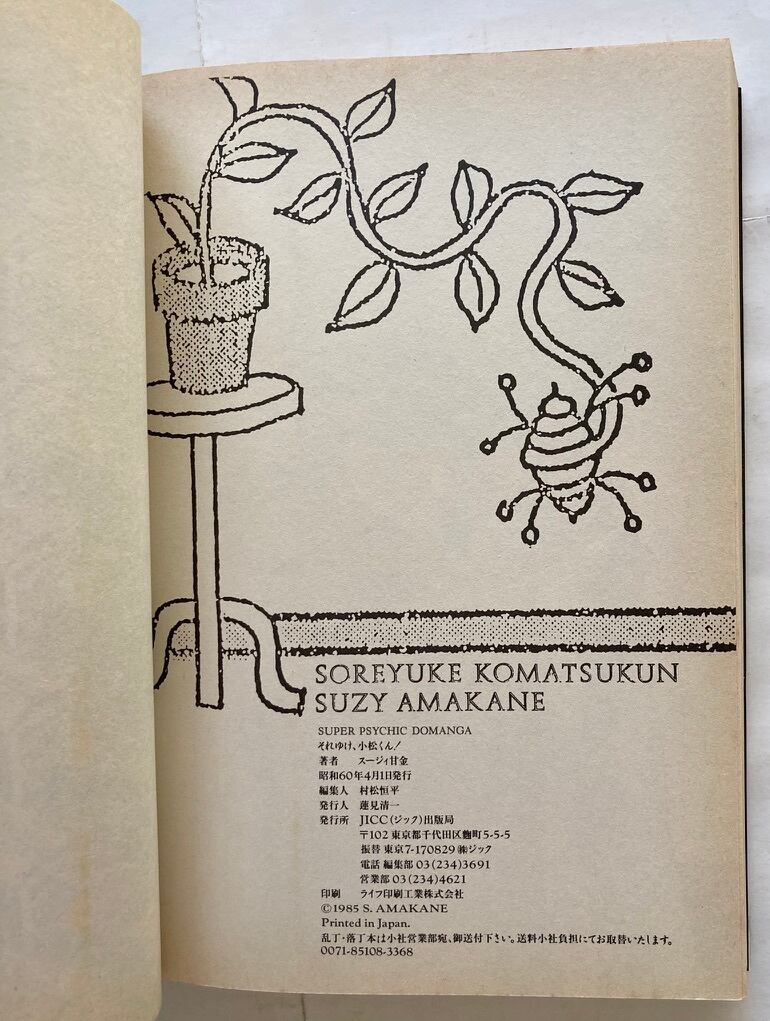 SOREYUKE KOMATSUKUN
SUZY AMAKANE
SUPER PSYCHIC DOMANGA
それゆけ、小松くん!
著者 スージィ甘金
昭和60年4月1日発行
編集人 村松恒平
発行人 蓮見清一
発行所 JICC(ジック)出版局
〒102 東京都千代田区麴町5-5-5
振替 東京7-170829㈱ジック
電話 編集部 03(234)3691
営業部 03(234)4621
印刷 ライフ印刷工業株式会社
©1985 S. AMAKANE
Printed in Japan.
乱丁・落丁本は小社営業部宛、御送付下さい。送料小社負担にてお取替いたします。
0071-85108-3368